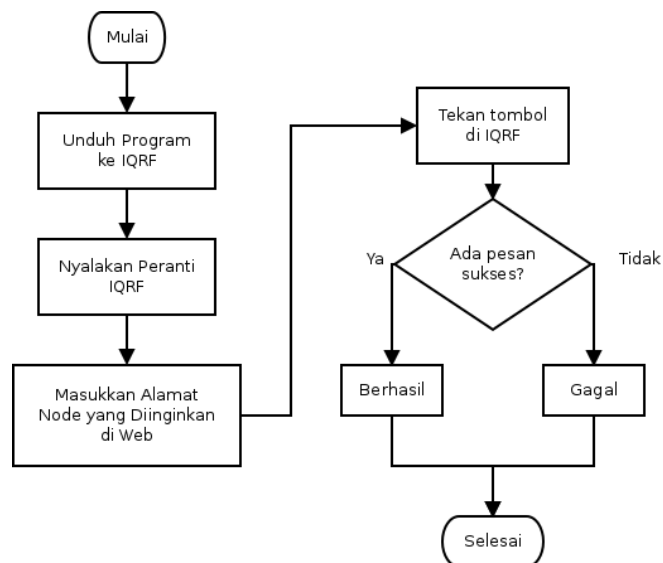 Mulai
Unduh Program
ke IQRF
Nyalakan Peranti
IQRF
Masukkan Alamat
Node yang Diinginkan
di Web
Tekan tombol
di IQRF
Ada pesan
sukses?
Ya
Tidak
Berhasil
Gagal
Selesai